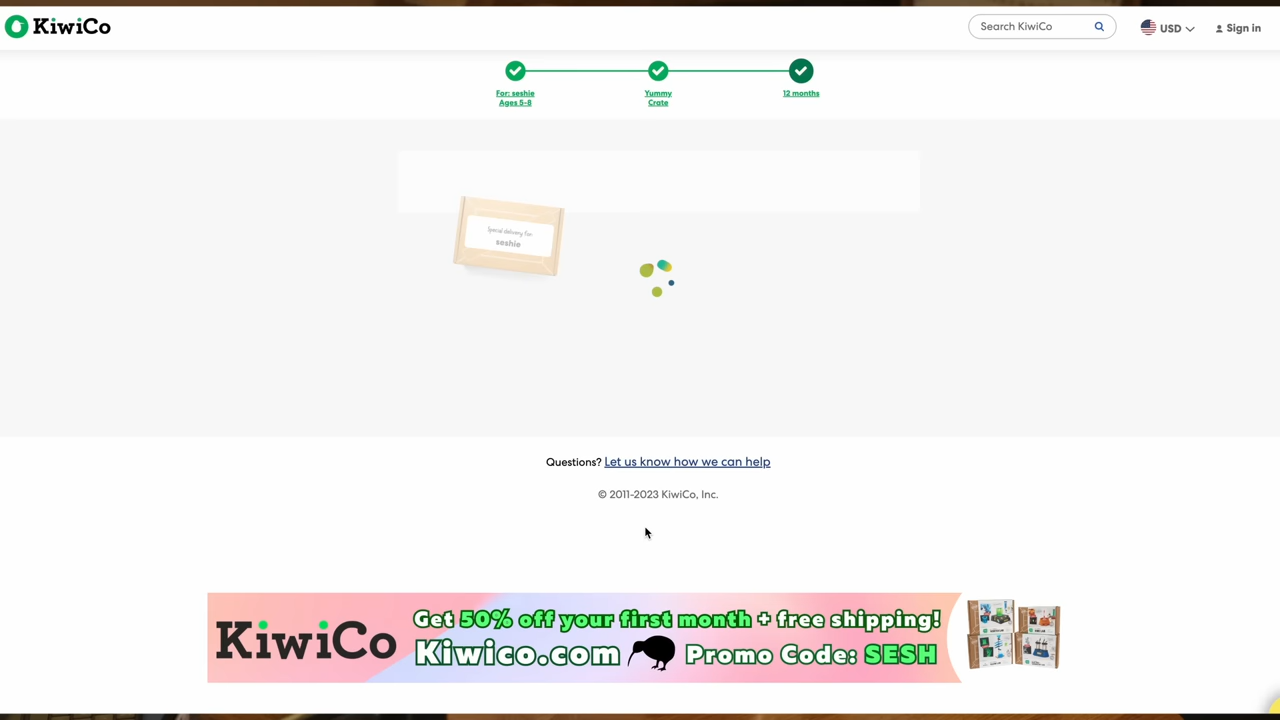 KiwiCo
Search KiwiCo
USD
Sign in
For: seshie
Ages 5-8
Yummy
Crate
12 months
Special delivery for
seshie
Questions? Let us know how we can help
© 2011-2023 KiwiCo, Inc.
KiwiCo
Get 50% off your first month + free shipping!
Kiwico.com Promo Code: SESH